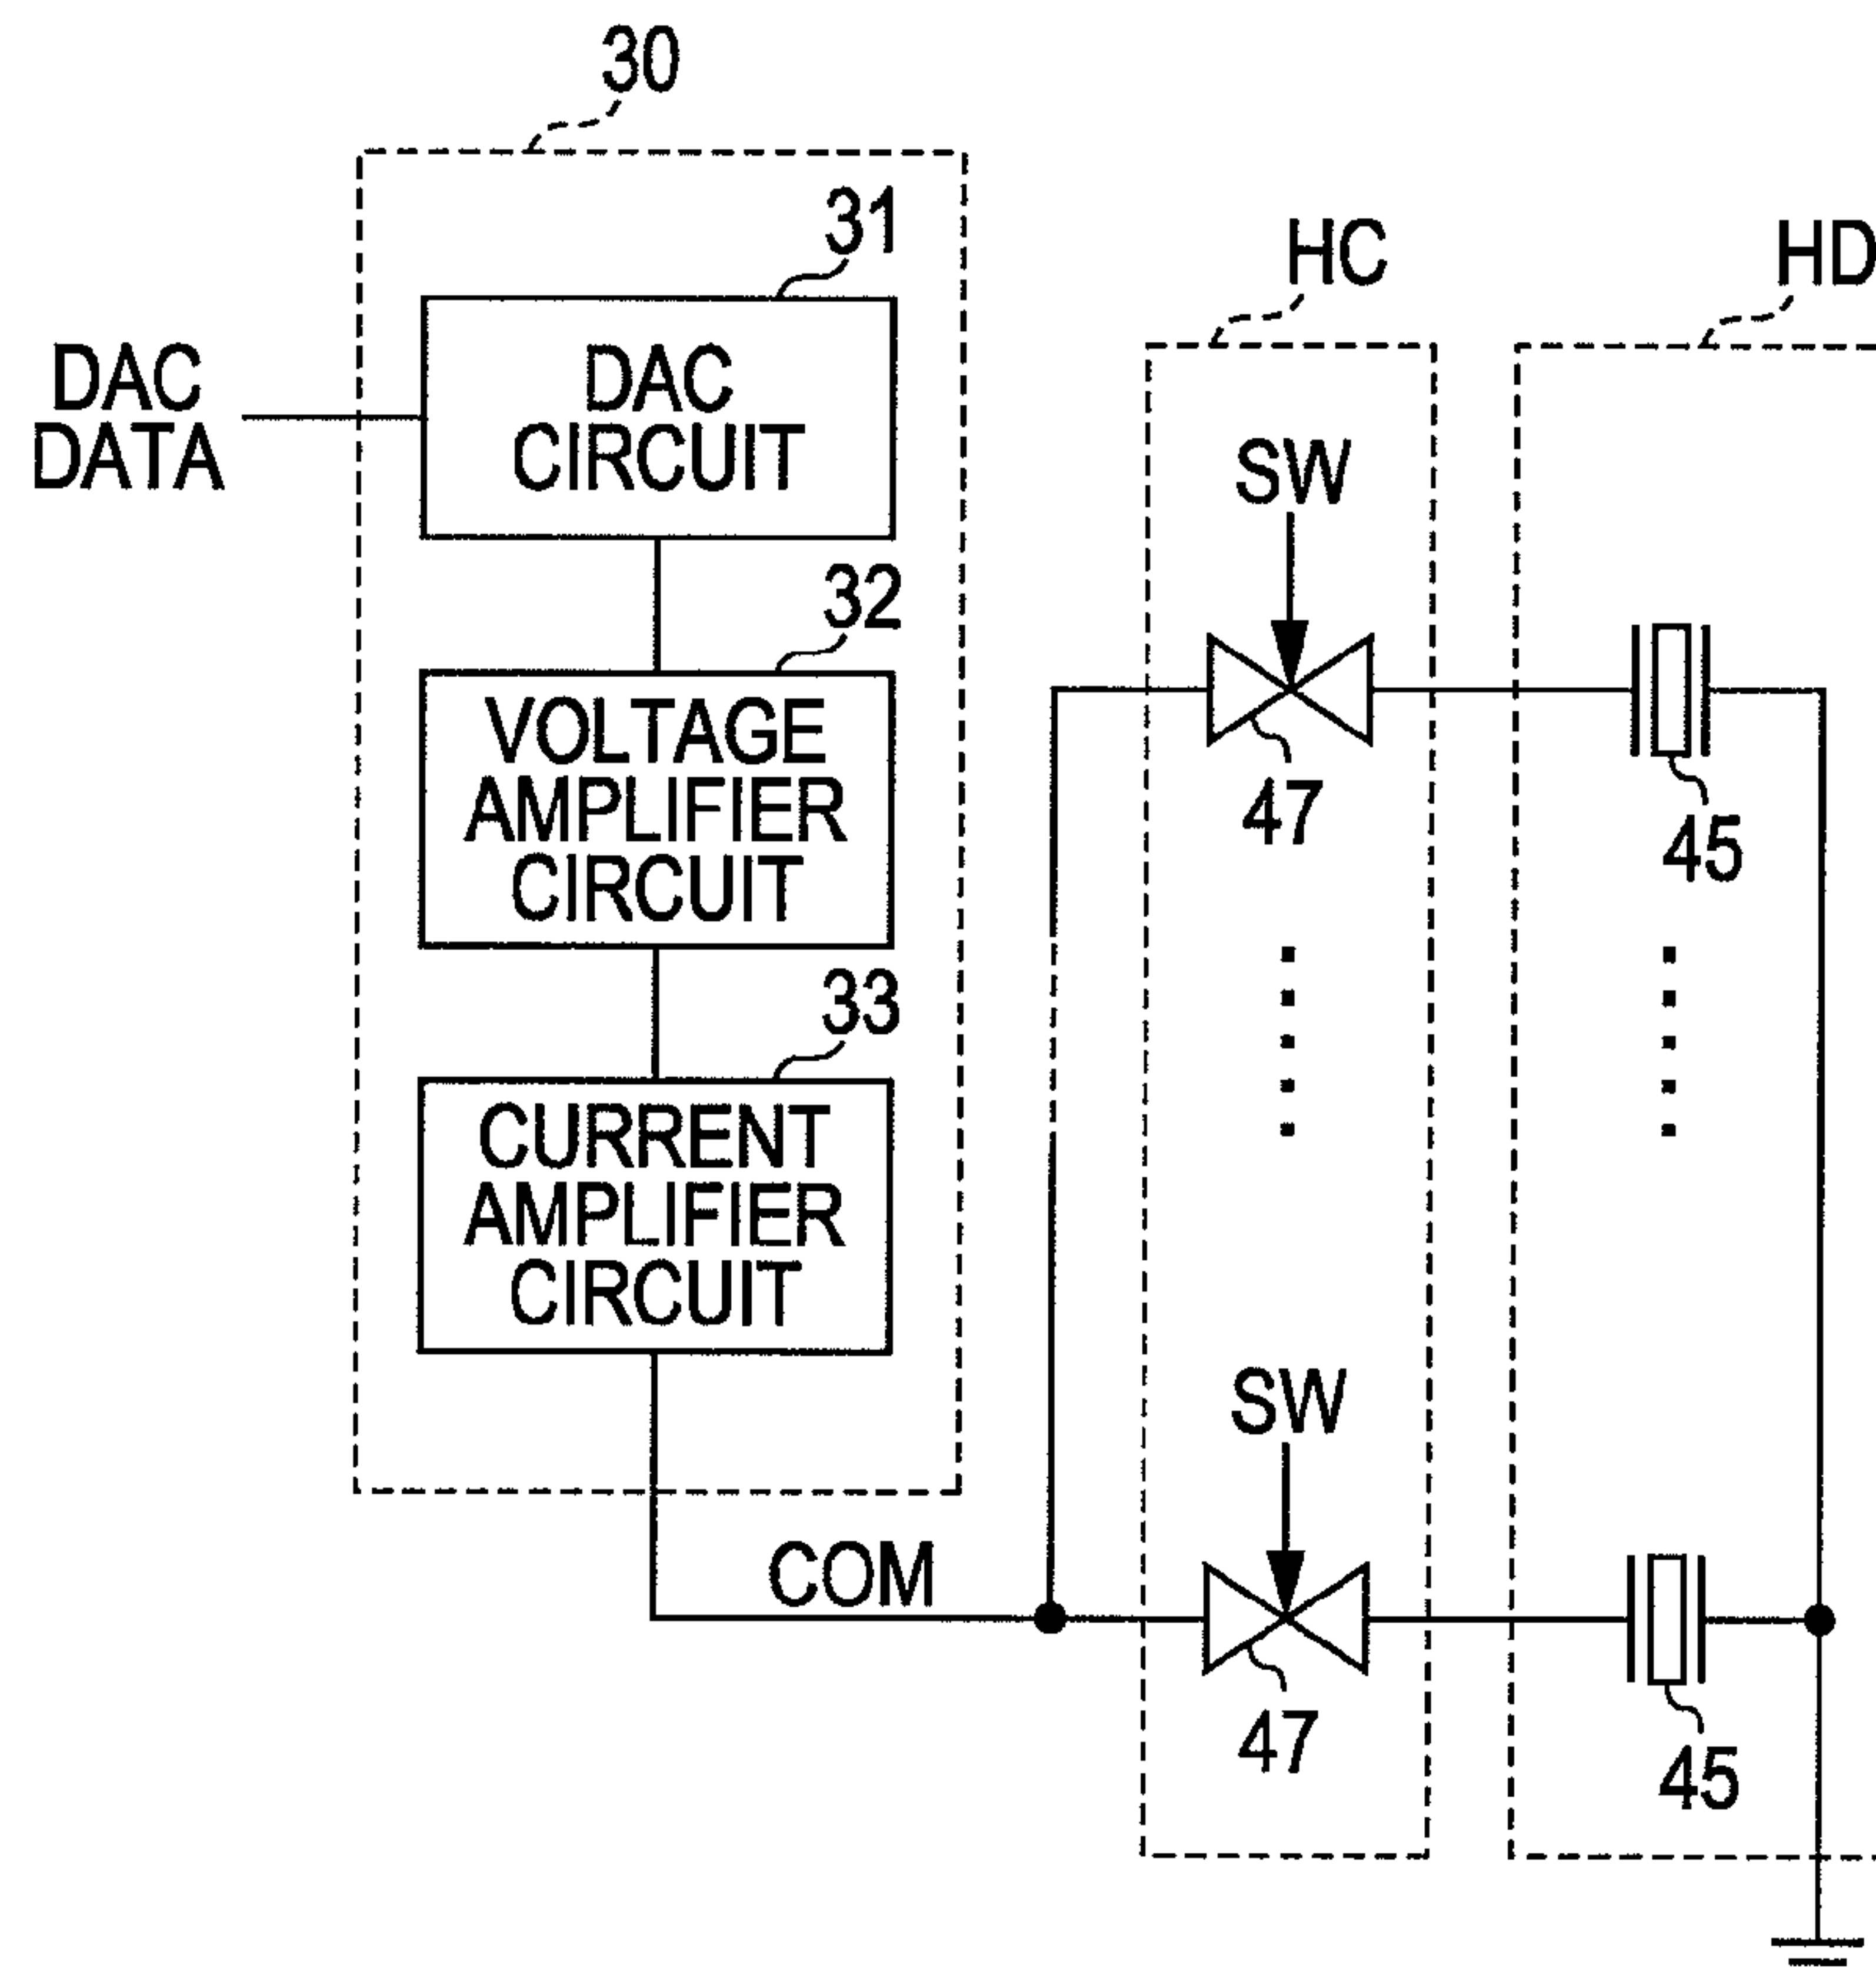 30
31
HC
HD
DAC
DATA
DAC
CIRCUIT
SW
32
VOLTAGE
AMPLIFIER
CIRCUIT
47
45
33
CURRENT
AMPLIFIER
CIRCUIT
SW
COM
47
45